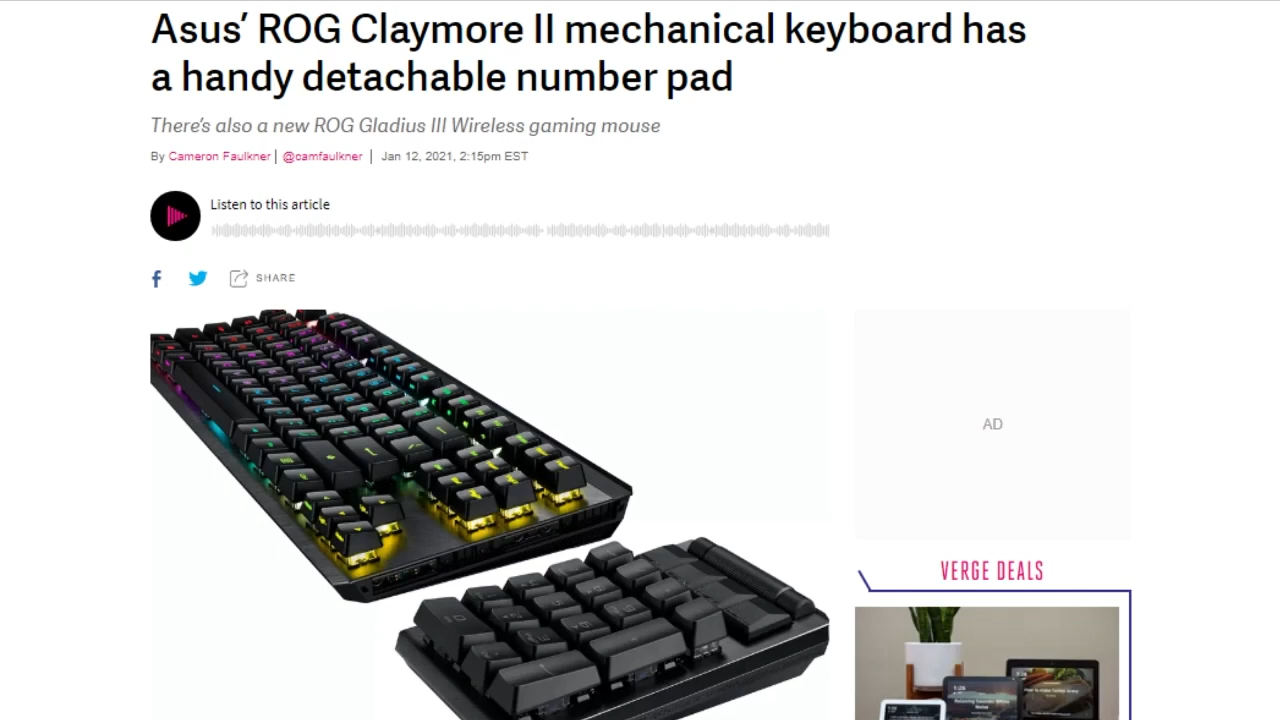 Asus’ ROG Claymore II mechanical keyboard has
a handy detachable number pad
There’s also a new ROG Gladius III Wireless gaming mouse
By Cameron Faulkner | @camfaulkner | Jan 12, 2021, 2:15pm EST
Listen to this article
SHARE
AD
VERGE DEALS